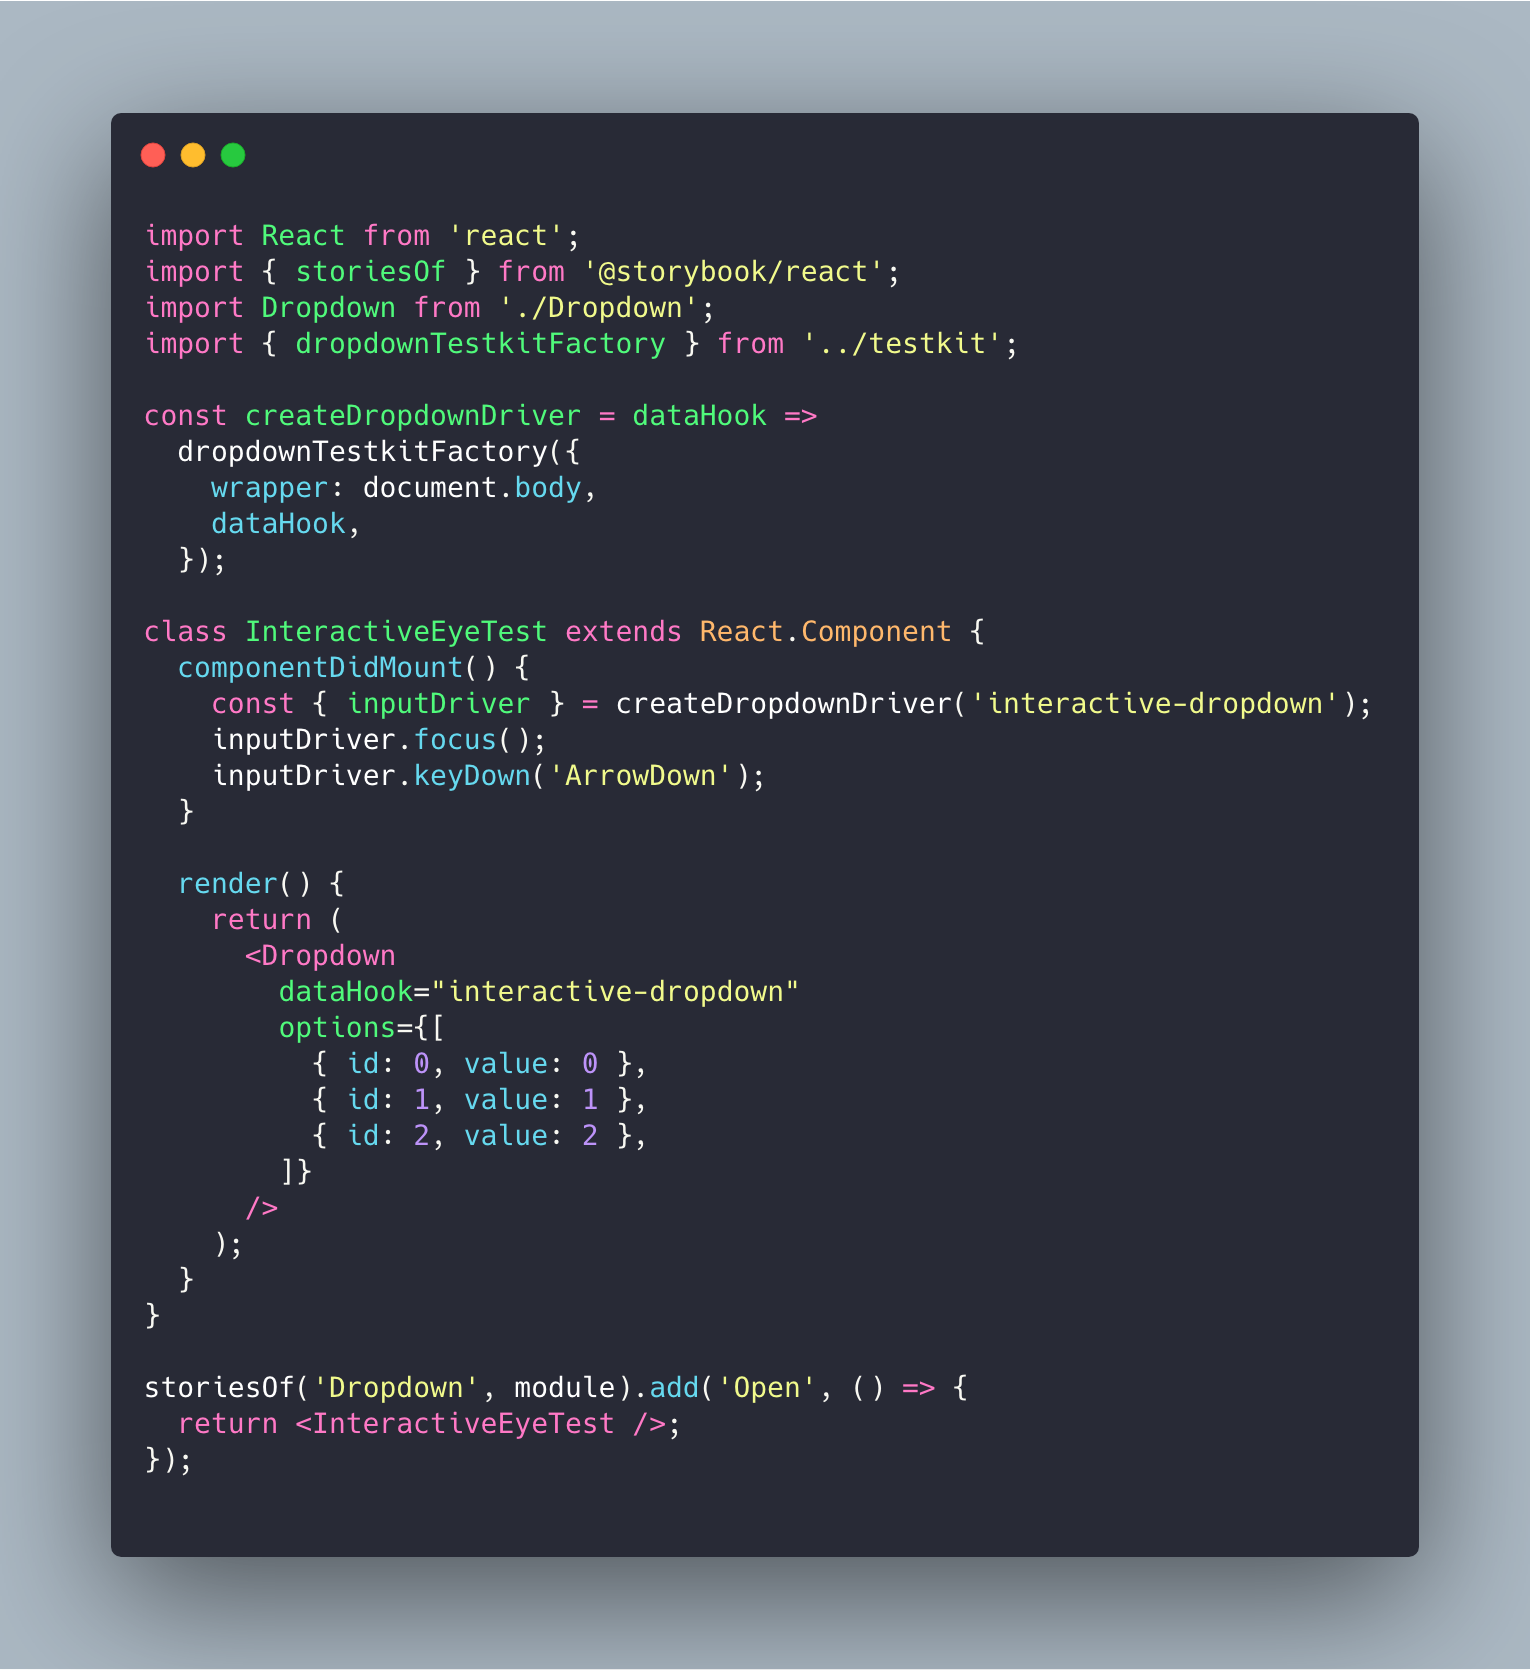 import React from 'react';
import { storiesOf } from '@storybook/react';
import Dropdown from './Dropdown';
import { dropdownTestkitFactory } from '../testkit';

const createDropdownDriver = dataHook =>
  dropdownTestkitFactory({
    wrapper: document.body,
    dataHook,
  });

class InteractiveEyeTest extends React.Component {
  componentDidMount() {
    const { inputDriver } = createDropdownDriver('interactive-dropdown');
    inputDriver.focus();
    inputDriver.keyDown('ArrowDown');
  }

  render() {
    return (
      <Dropdown
        dataHook="interactive-dropdown"
        options={[
          { id: 0, value: 0 },
          { id: 1, value: 1 },
          { id: 2, value: 2 },
        ]}
      />
    );
  }
}

storiesOf('Dropdown', module).add('Open', () => {
  return <InteractiveEyeTest />;
});